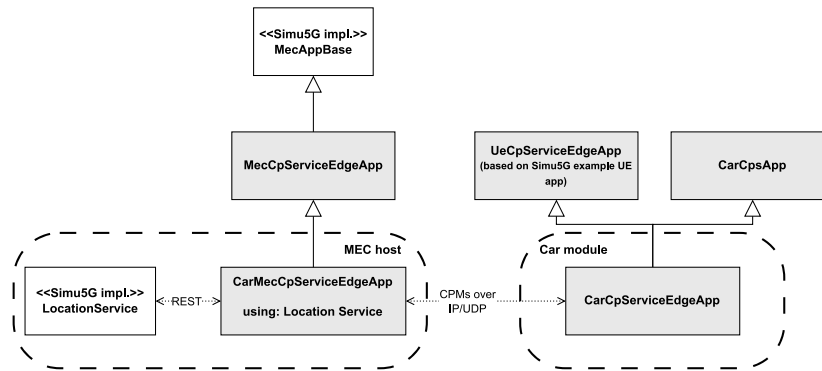 <<Simu5G impl.>>
MecAppBase
MecCpServiceEdgeApp
UeCpServiceEdgeApp
(based on Simu5G example UE
app)
CarCpsApp
MEC host
Car module
<<Simu5G impl.>>
LocationService
REST
CarMecCpServiceEdgeApp
using: Location Service
CPMs over
IP/UDP
CarCpServiceEdgeApp